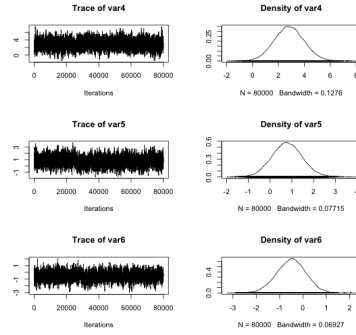 Trace of var4
0 4
0 20000 40000 60000 80000
Iterations
Density of var4
0.00 0.25
-2 0 2 4 6 8
N = 80000 Bandwidth = 0.1276
Trace of var5
-1 1 3
0 20000 40000 60000 80000
Iterations
Density of var5
0.0 0.3 0.6
-2 -1 0 1 2 3 4
N = 80000 Bandwidth = 0.07715
Trace of var6
-3 -1 1
0 20000 40000 60000 80000
Iterations
Density of var6
0.0 0.4
-3 -2 -1 0 1 2
N = 80000 Bandwidth = 0.06927